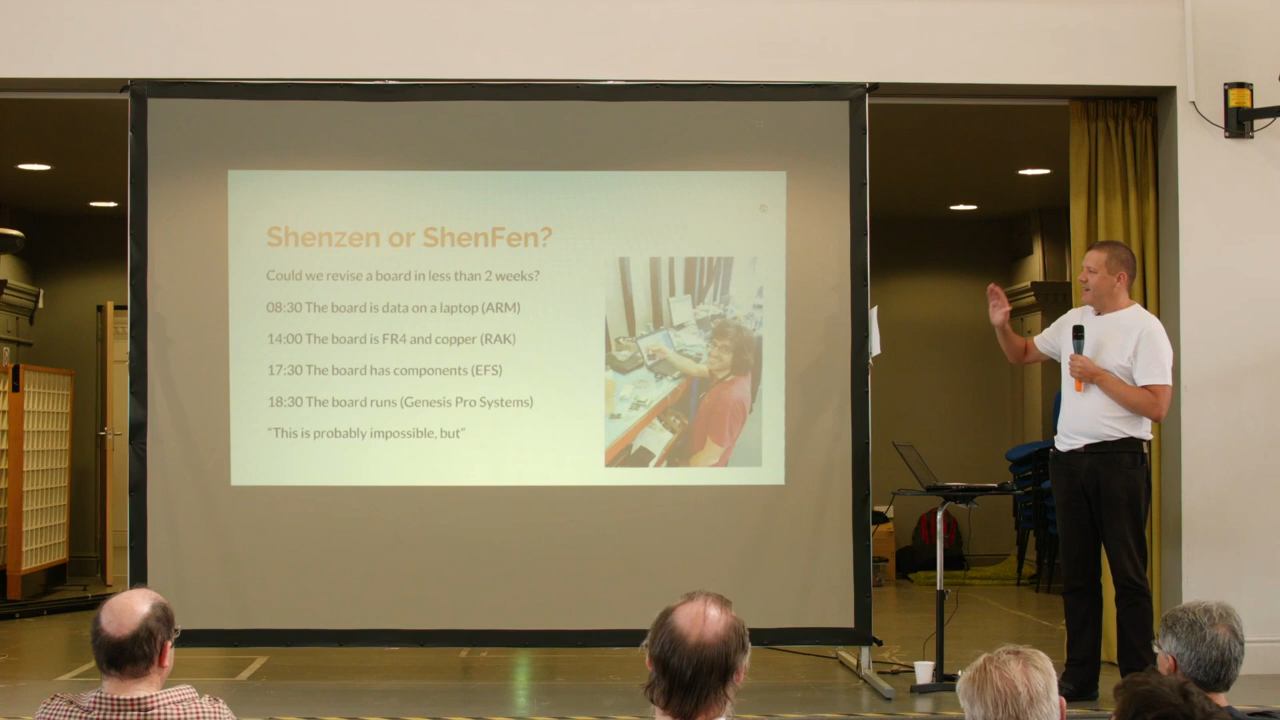 Shenzen or ShenFen?
Could we revise a board in less than 2 weeks?
08:30 The board is data on a laptop (ARM)
14:00 The board is FR4 and copper (RAK)
17:30 The board has components (EFS)
18:30 The board runs (Genesis Pro Systems)
"This is probably impossible, but"